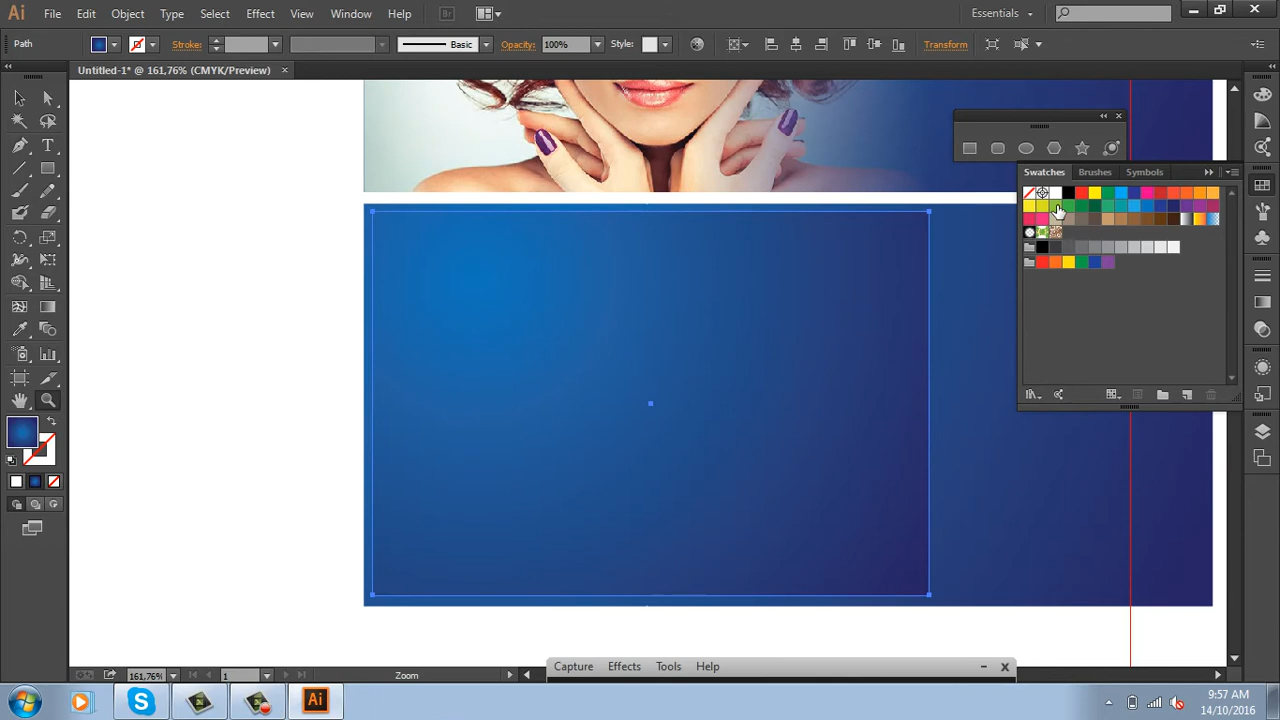 Ai File Edit Object Type Select Effect View Window Help Br Essentials
Path Stroke: Basic Opacity: 100% Style: Transform
Untitled-1* @ 161,76% (CMYK/Preview)
Swatches Brushes Symbols
161,76% 1 Zoom
Capture Effects Tools Help
Ai
9:57 AM
14/10/2016